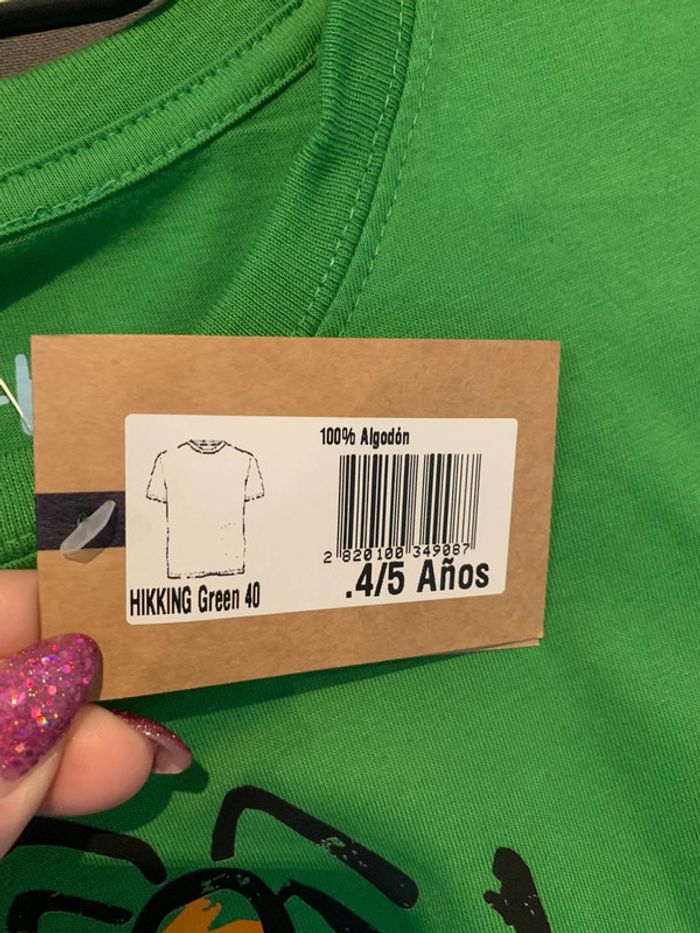 100% Algodón
2 820100 349087
.4/5 Años
HIKKING Green 40